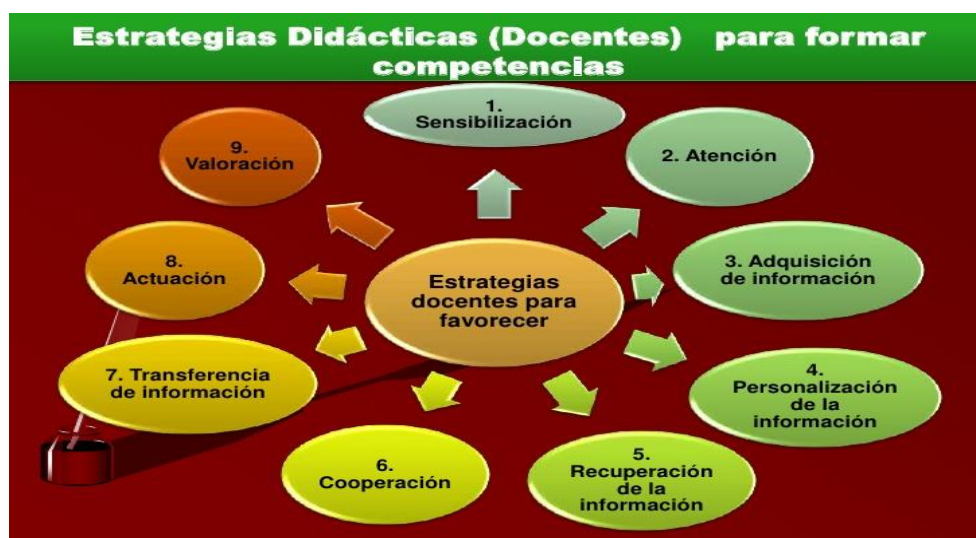 Estrategias Didácticas (Docentes) para formar
competencias
1.
Sensibilización
2. Atención
3. Adquisición
de información
4.
Personalización
de la
información
5.
Recuperación
de la
información
6.
Cooperación
7. Transferencia
de información
8.
Actuación
9.
Valoración
Estrategias
docentes para
favorecer